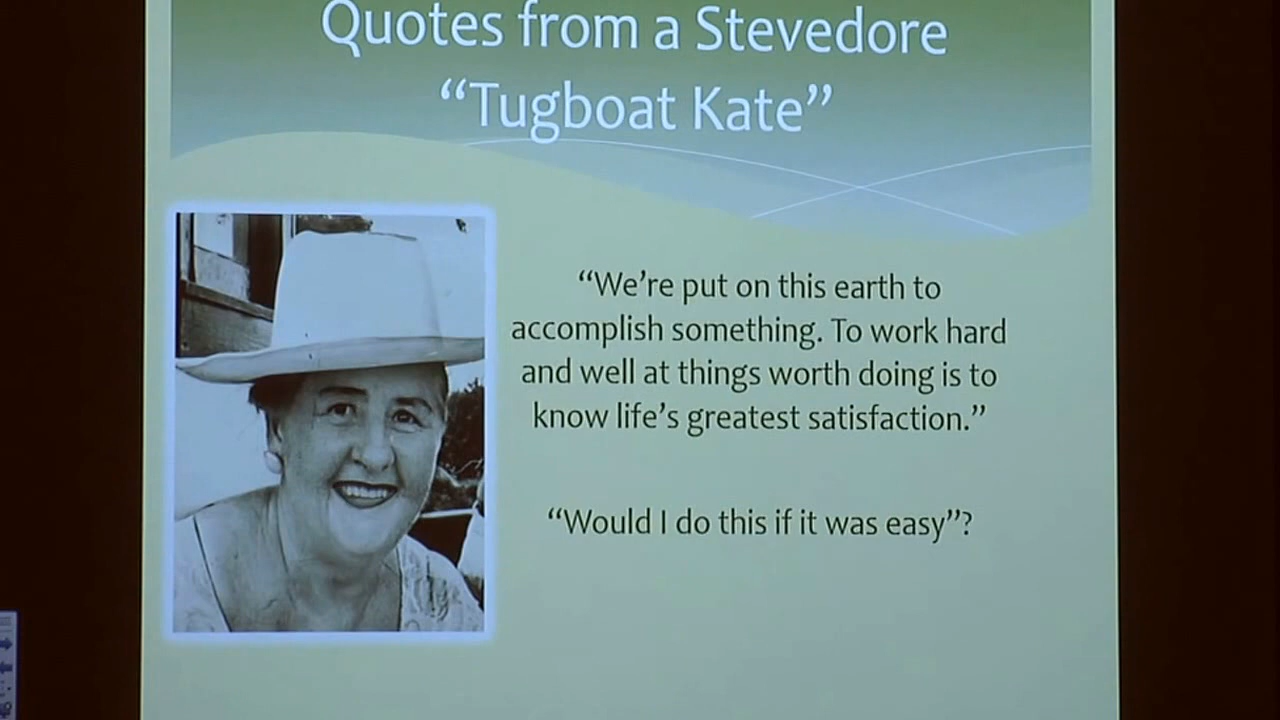 Quotes from a Stevedore
“Tugboat Kate”
“We’re put on this earth to
accomplish something. To work hard
and well at things worth doing is to
know life’s greatest satisfaction.”
“Would I do this if it was easy”?